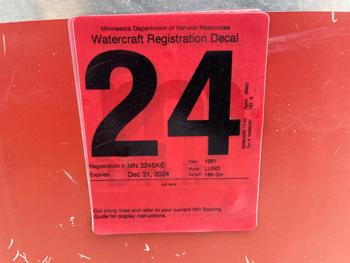 Minnesota Department of Natural Resources
Watercraft Registration Decal
24
Registration # MN 3245KE
Expires Dec 31, 2024
Year 1981
Make LUND
Length 16ft 0in
Cut along lines and refer to your current MN Boating
Guide for display instructions.